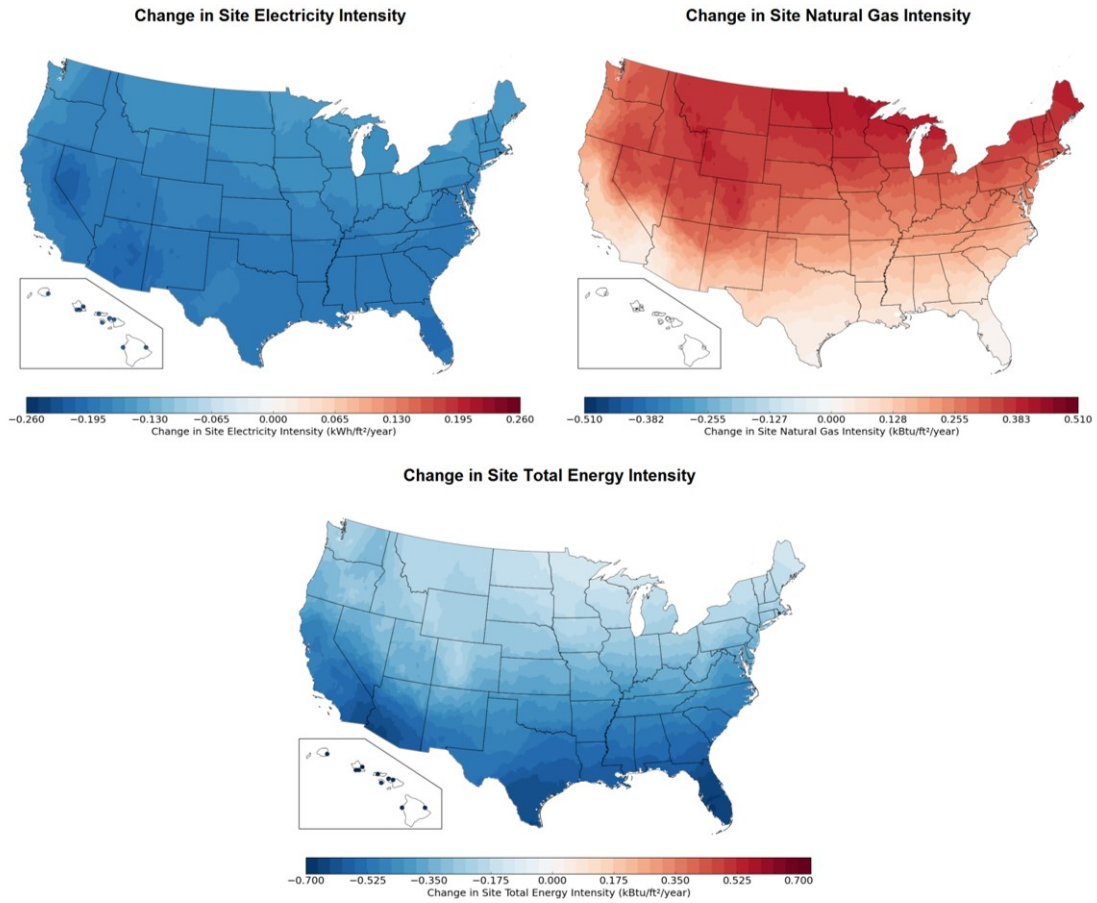 Change in Site Electricity Intensity
Change in Site Natural Gas Intensity
−0.260 −0.195 −0.130 −0.065 0.000 0.065 0.130 0.195 0.260
Change in Site Electricity Intensity (kWh/ft²/year)
−0.510 −0.382 −0.255 −0.127 0.000 0.128 0.255 0.383 0.510
Change in Site Natural Gas Intensity (kBtu/ft²/year)
Change in Site Total Energy Intensity
−0.700 −0.525 −0.350 −0.175 0.000 0.175 0.350 0.525 0.700
Change in Site Total Energy Intensity (kBtu/ft²/year)